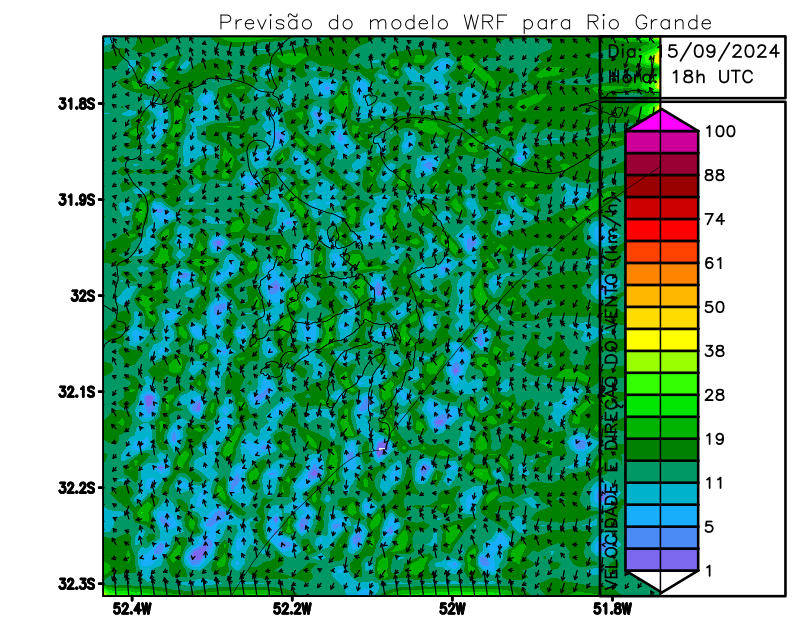 Previsão do modelo WRF para Rio Grande
Dia: 5/09/2024
Hora: 18h UTC
31.8S
31.9S
32S
32.1S
32.2S
32.3S
52.4W
52.2W
52W
51.8W
VELOCIDADE E DIREÇÃO DO VENTO (km/h)
100
88
74
61
50
38
28
19
11
5
1